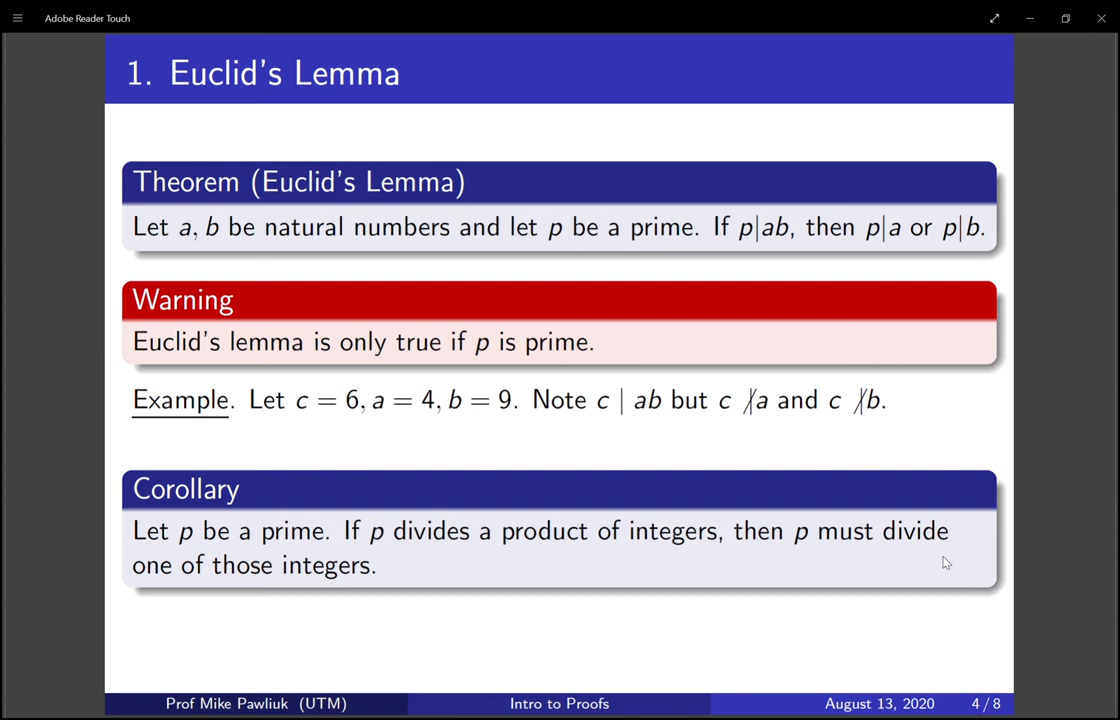 Adobe Reader Touch
1. Euclid's Lemma
Theorem (Euclid's Lemma)
Let a, b be natural numbers and let p be a prime. If p|ab, then p|a or p|b.
Warning
Euclid's lemma is only true if p is prime.
Example. Let c = 6, a = 4, b = 9. Note c | ab but c ∤a and c ∤b.
Corollary
Let p be a prime. If p divides a product of integers, then p must divide
one of those integers.
Prof Mike Pawliuk (UTM) Intro to Proofs August 13, 2020 4 / 8